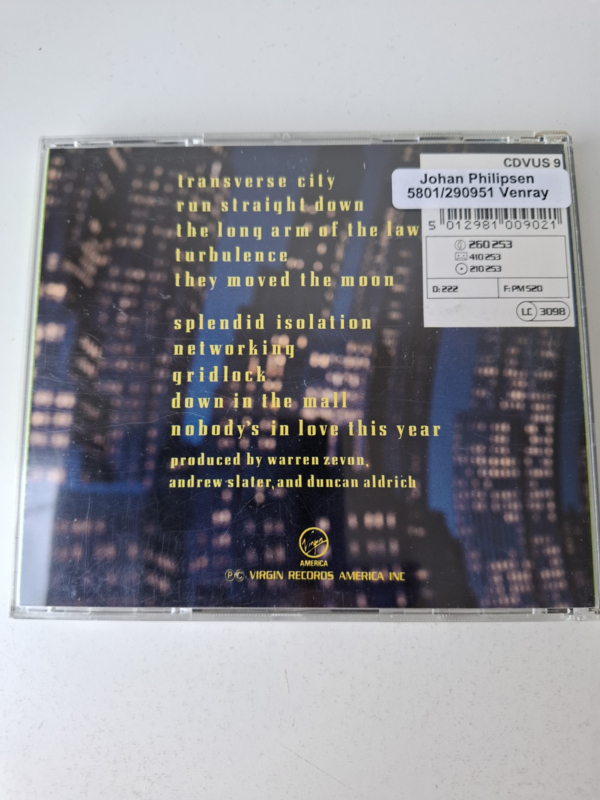 CDVUS 9
Johan Philipsen
5801/290951 Venray
5 012981 009021
260 253
410 253
210 253
D: 222
F: PM 520
LC 3098
transverse city
run straight down
the long arm of the law
turbulence
they moved the moon
splendid isolation
networking
gridlock
down in the mall
nobody's in love this year
produced by warren zevon,
andrew slater, and duncan aldrich
Virgin
AMERICA
℗/© VIRGIN RECORDS AMERICA INC